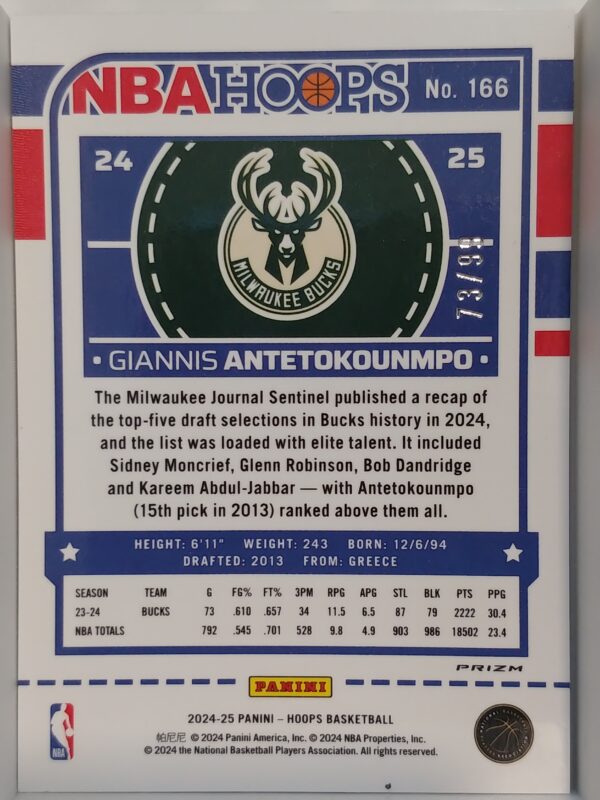 NBA HOOPS No. 166
24 25
MILWAUKEE BUCKS
73/99
• GIANNIS ANTETOKOUNMPO •
The Milwaukee Journal Sentinel published a recap of
the top-five draft selections in Bucks history in 2024,
and the list was loaded with elite talent. It included
Sidney Moncrief, Glenn Robinson, Bob Dandridge
and Kareem Abdul-Jabbar — with Antetokounmpo
(15th pick in 2013) ranked above them all.
HEIGHT: 6'11" WEIGHT: 243 BORN: 12/6/94
DRAFTED: 2013 FROM: GREECE
SEASON TEAM G FG% FT% 3PM RPG APG STL BLK PTS PPG
23-24 BUCKS 73 .610 .657 34 11.5 6.5 87 79 2222 30.4
NBA TOTALS 792 .545 .701 528 9.8 4.9 903 986 18502 23.4
PRIZM
PANINI
2024-25 PANINI – HOOPS BASKETBALL
帕尼尼 © 2024 Panini America, Inc. © 2024 NBA Properties, Inc.
© 2024 the National Basketball Players Association. All rights reserved.
NBA